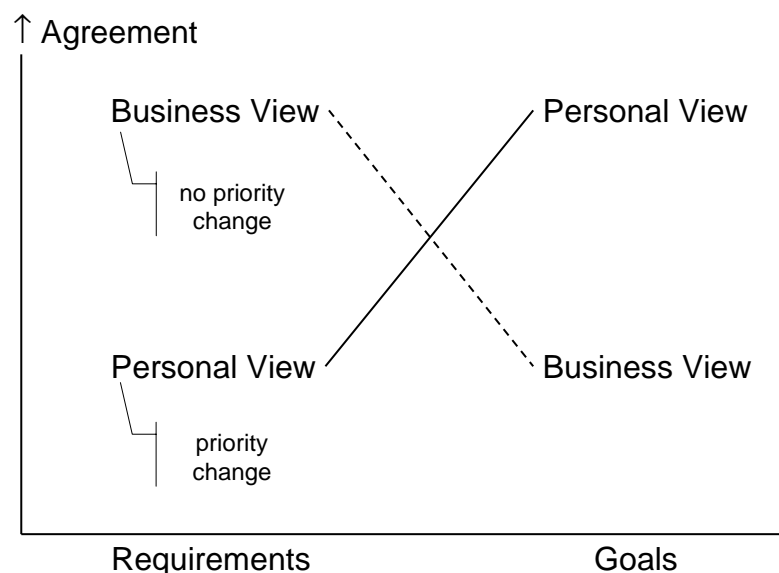 ↑ Agreement
Business View
Personal View
no priority
change
Personal View
Business View
priority
change
Requirements
Goals